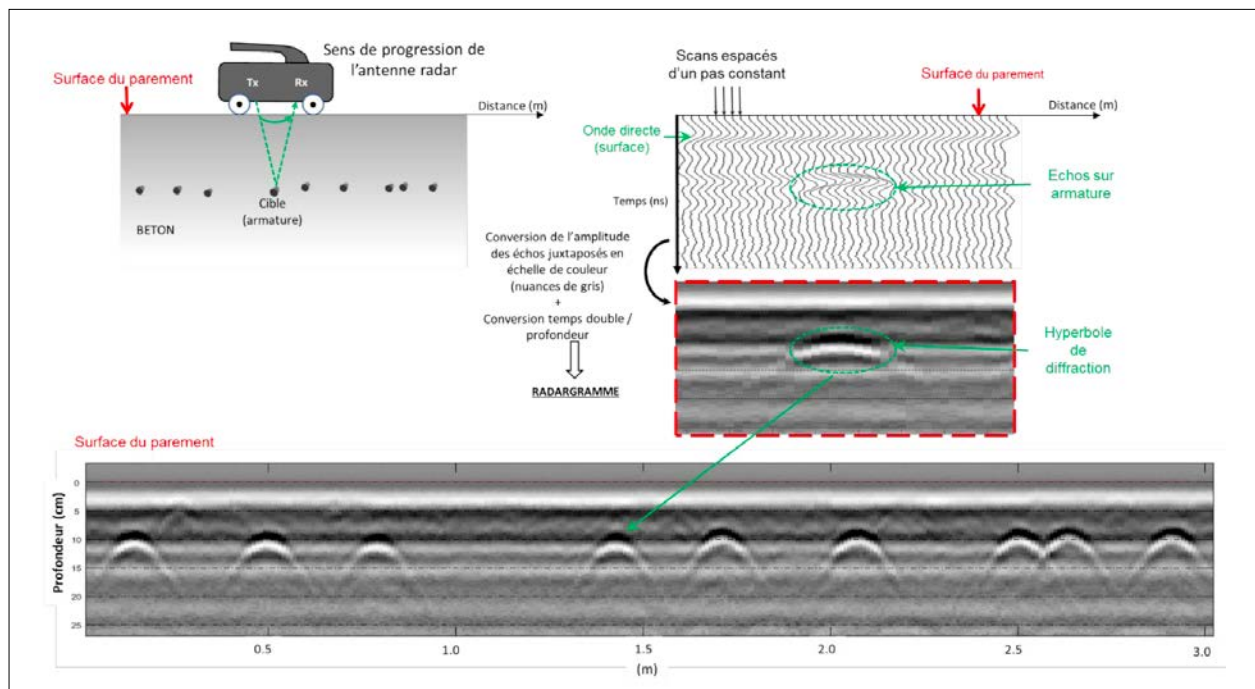 Sens de progression de
l'antenne radar
Surface du parement
Tx
Rx
Distance (m)
Cible
(armature)
BETON
Scans espacés
d'un pas constant
Surface du parement
Distance (m)
Onde directe
(surface)
Echos sur
armature
Temps (ns)
Conversion de l'amplitude
des échos juxtaposés en
échelle de couleur
(nuances de gris)
+
Conversion temps double /
profondeur
RADARGRAMME
Hyperbole
de
diffraction
Surface du parement
Profondeur (cm)
0
5
10
15
20
25
0.5
1.0
1.5
2.0
2.5
3.0
(m)